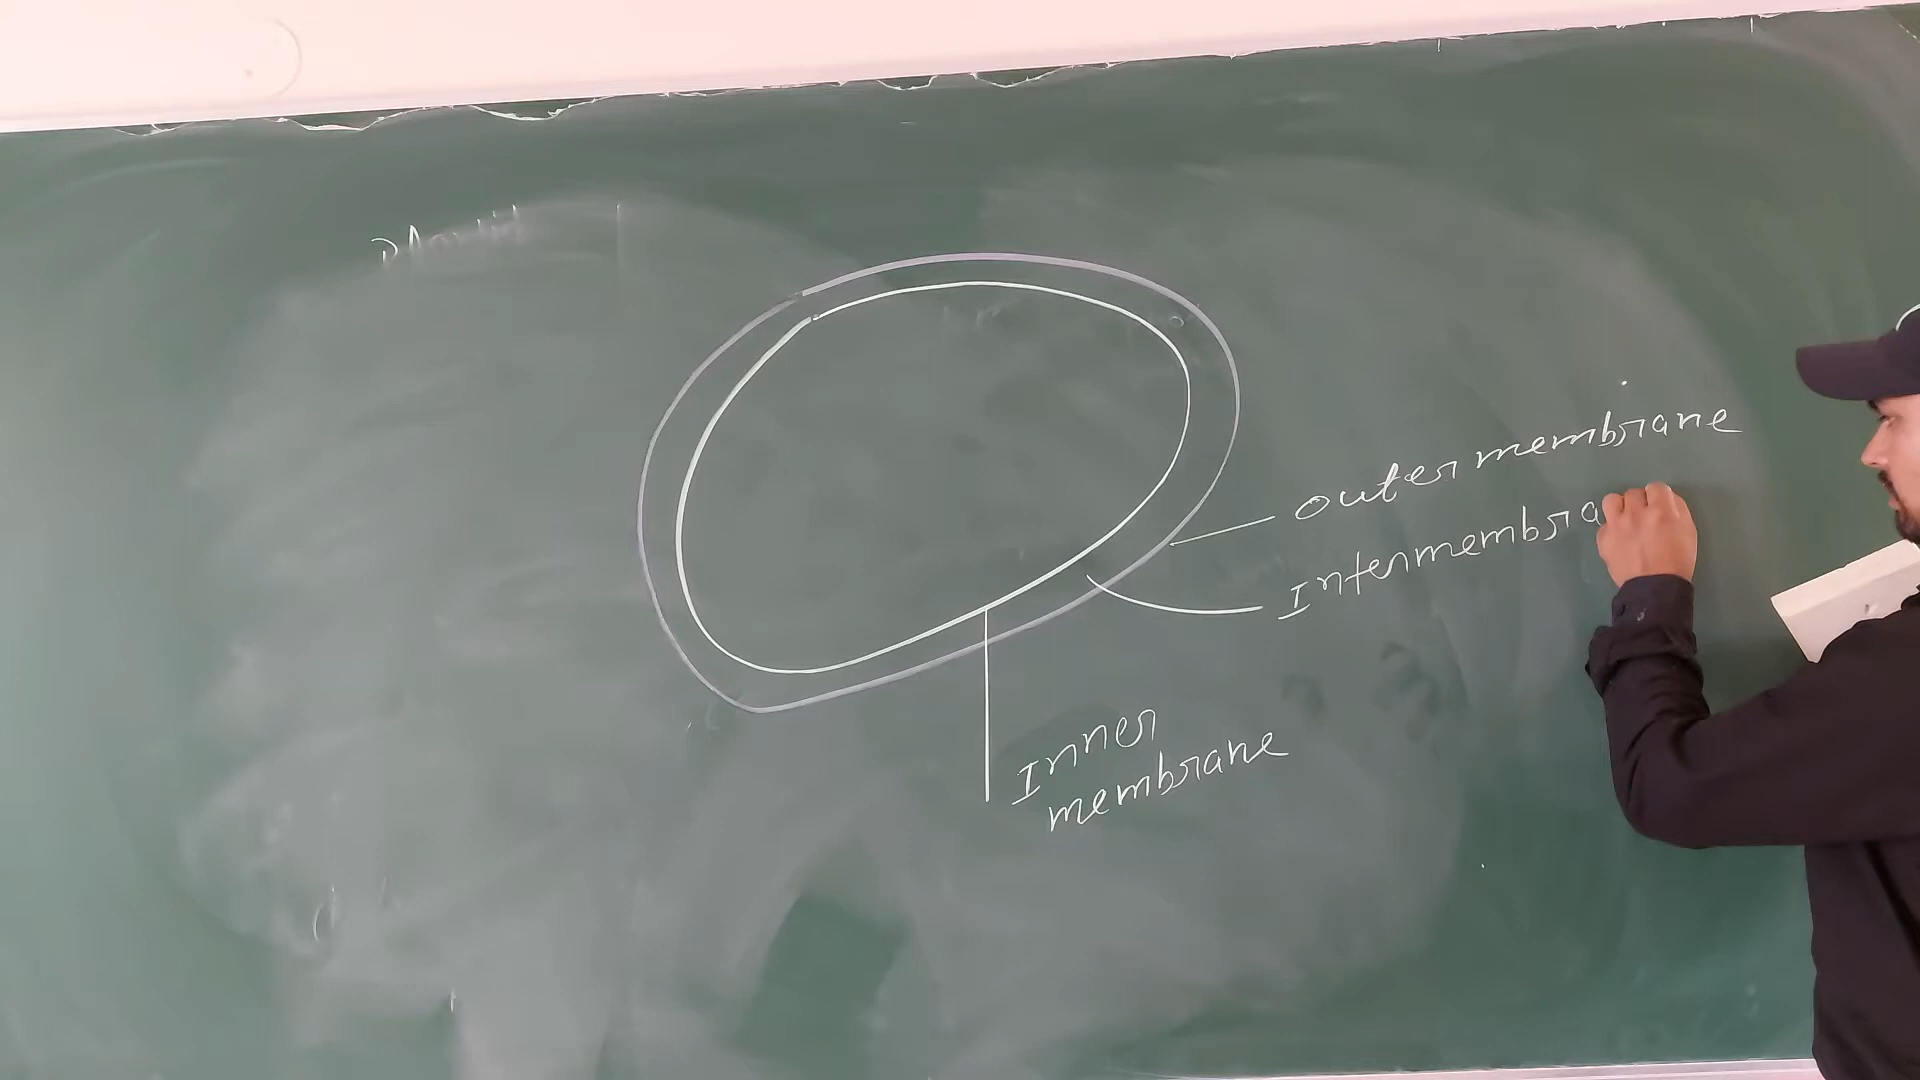 outer membrane
Intermembra
Inner
membrane